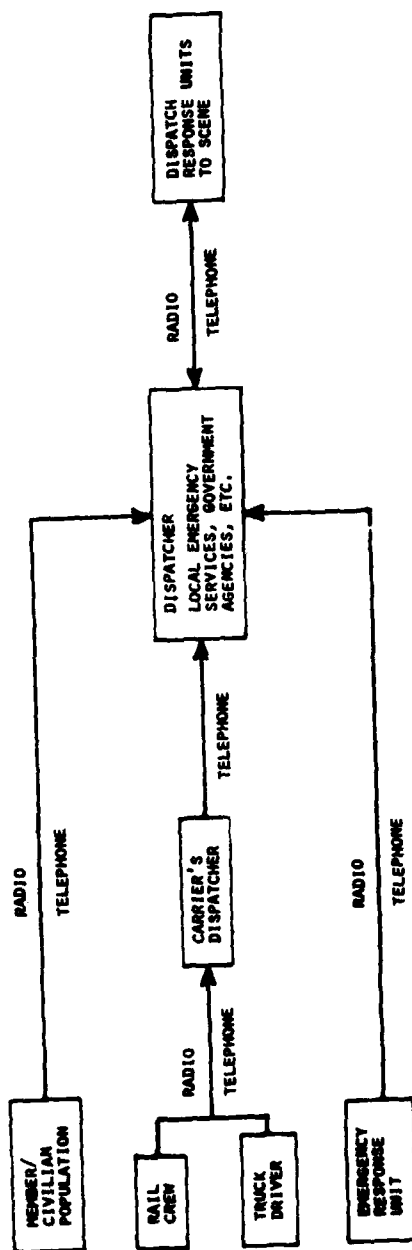 MEMBER/
CIVILIAN
POPULATION
RADIO
TELEPHONE
RAIL
CREW
TRUCK
DRIVER
RADIO
TELEPHONE
CARRIER'S
DISPATCHER
TELEPHONE
EMERGENCY
RESPONSE
UNIT
RADIO
TELEPHONE
DISPATCHER
LOCAL EMERGENCY
SERVICES, GOVERNMENT
AGENCIES, ETC.
RADIO
TELEPHONE
DISPATCH
RESPONSE UNITS
TO SCENE